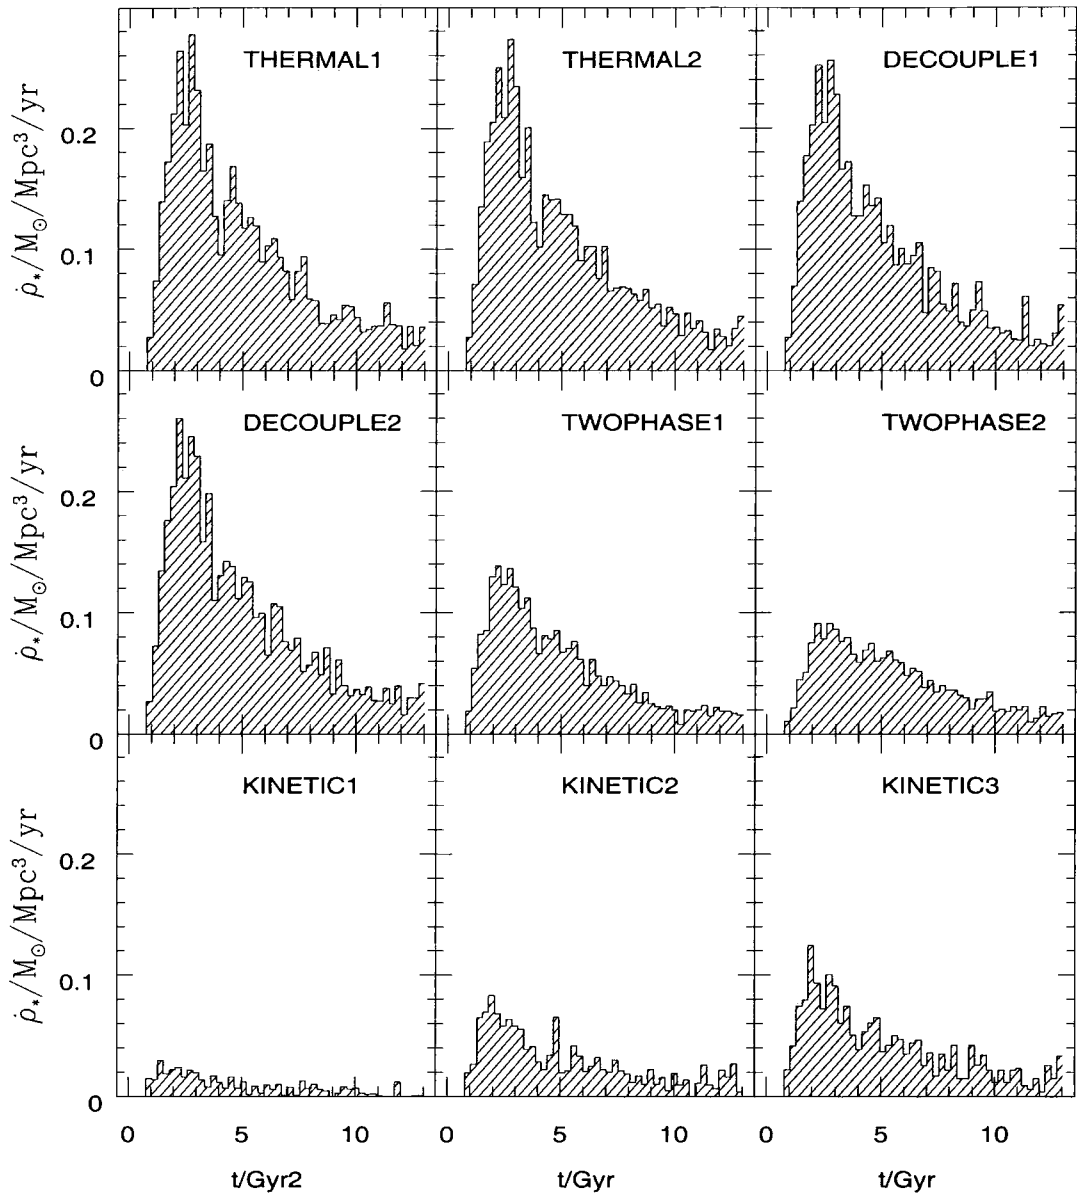 THERMAL1 THERMAL2 DECOUPLE1
ρ̇*/M⊙/Mpc³/yr
0.2
0.1
0
DECOUPLE2 TWOPHASE1 TWOPHASE2
ρ̇*/M⊙/Mpc³/yr
0.2
0.1
0
KINETIC1 KINETIC2 KINETIC3
ρ̇*/M⊙/Mpc³/yr
0.2
0.1
0
0 5 10 0 5 10 0 5 10
t/Gyr2 t/Gyr t/Gyr